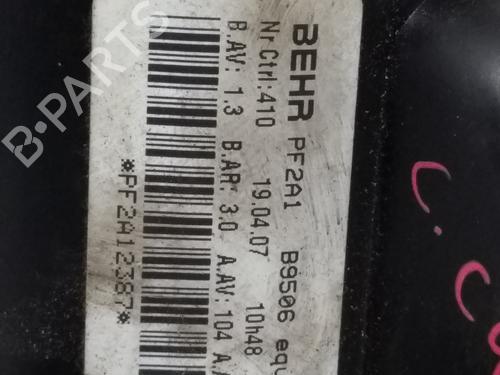 BEHR PF2A1 B9506 equ
Nr Ctrl:410 19.04.07 10h48
B.AV: 1.3 B.AR: 3.0 A.AV:104 A.A
*PF2A12387*
L. CO
B-PARTS